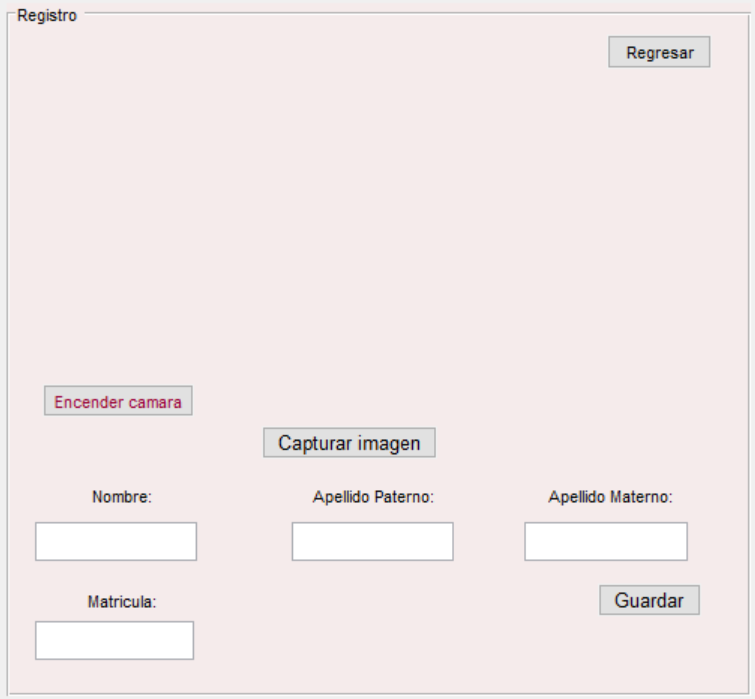 Registro
Regresar
Encender camara
Capturar imagen
Nombre:
Apellido Paterno:
Apellido Materno:
Matricula:
Guardar